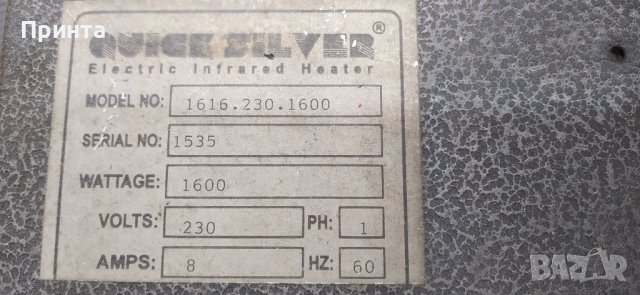 Принта
QUICK SILVER®
Electric Infrared Heater
MODEL NO: 1616.230.1600
SERIAL NO: 1535
WATTAGE: 1600
VOLTS: 230 PH: 1
AMPS: 8 HZ: 60
BAZAR